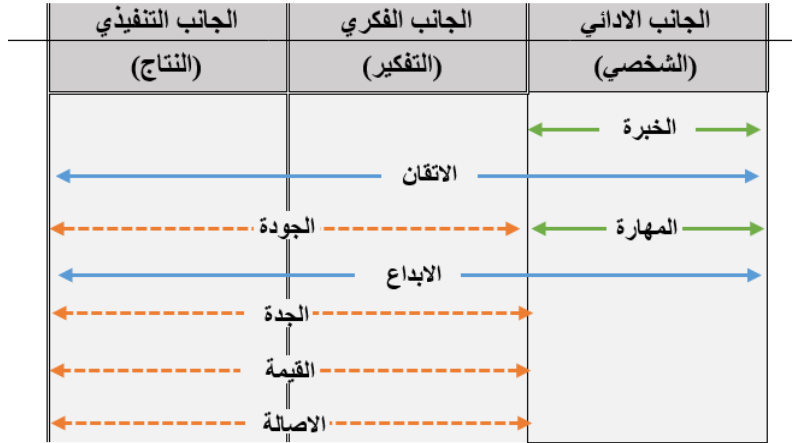 الجانب الادائي
(الشخصي)
الجانب الفكري
(التفكير)
الجانب التنفيذي
(النتاج)
الخبرة
الاتقان
المهارة
الجودة
الابداع
الجدة
القيمة
الاصالة